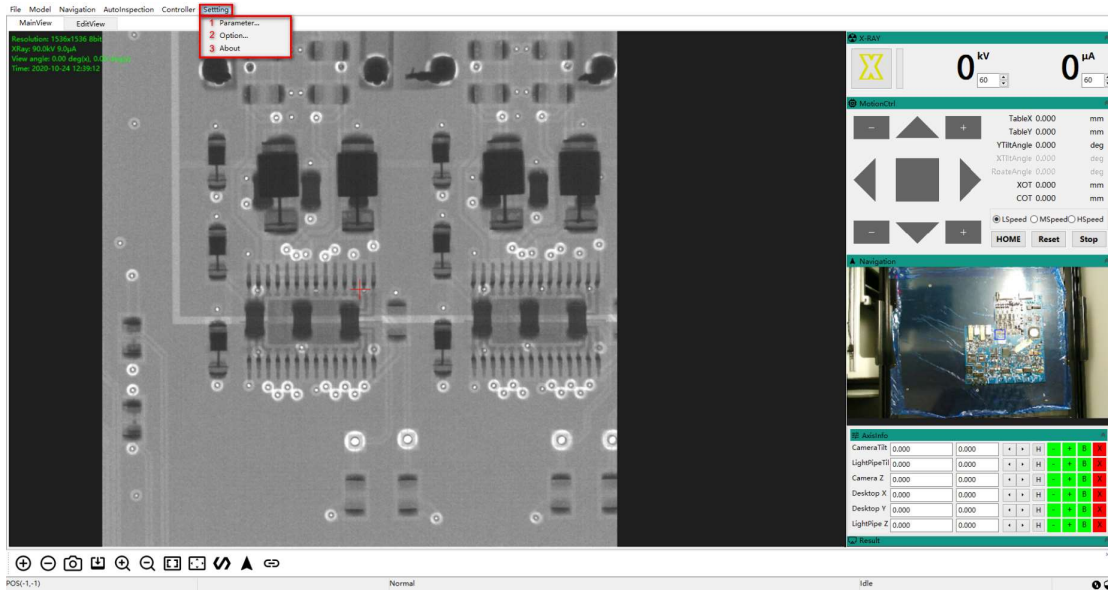 File Model Navigation AutoInspection Controller Settting
MainView EditView
1 Parameter...
2 Option...
3 About
Resolution: 1536x1536 8bit
XRay: 90.0kV 9.0μA
View angle: 0.00 deg(x), 0.0
Time: 2020-10-24 12:39:12
X-RAY
0 kV 60 0 μA 60
MotionCtrl
TableX 0.000 mm
TableY 0.000 mm
YTiltAngle 0.000 deg
XTiltAngle 0.000 deg
RoateAngle 0.000 deg
XOT 0.000 mm
COT 0.000 mm
LSpeed MSpeed HSpeed
HOME Reset Stop
Navigation
AxisInfo
CameraTilt 0.000 0.000 H - + B X
LightPipeTil 0.000 0.000 H - + B X
Camera Z 0.000 0.000 H - + B X
Desktop X 0.000 0.000 H - + B X
Desktop Y 0.000 0.000 H - + B X
LightPipe Z 0.000 0.000 H - + B X
Result
POS(-1,-1) Normal Idle